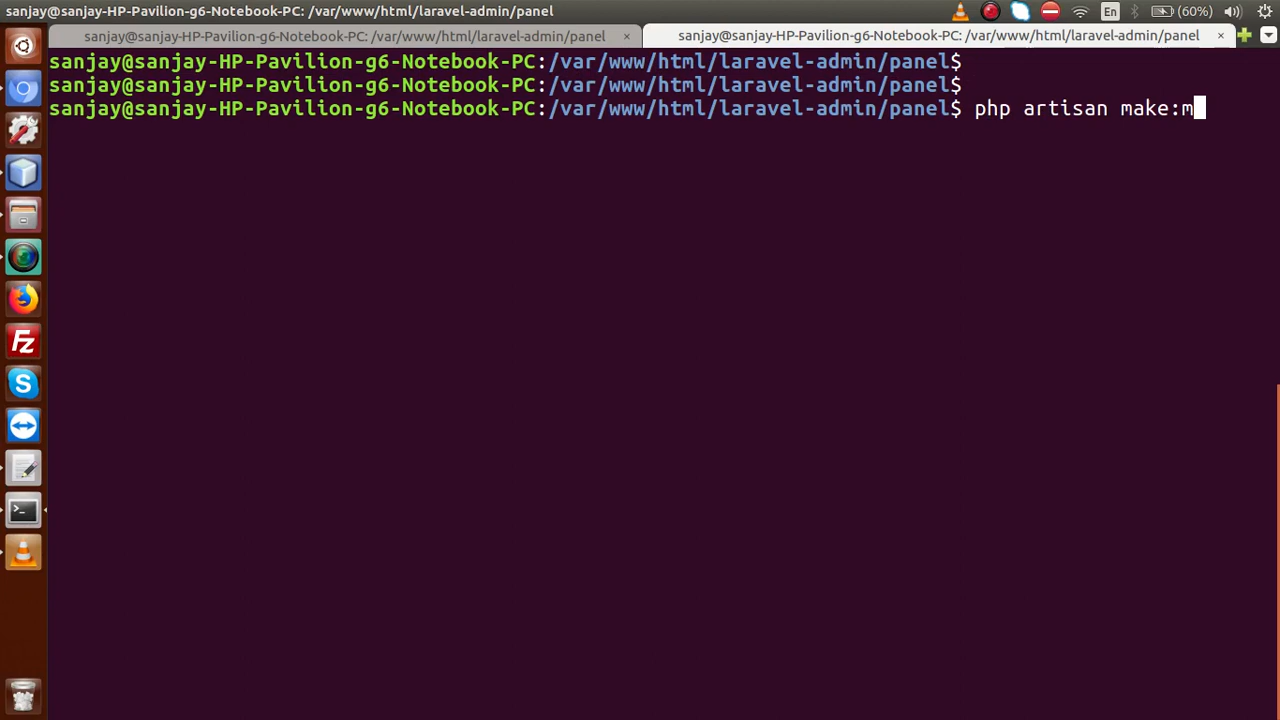 sanjay@sanjay-HP-Pavilion-g6-Notebook-PC: /var/www/html/laravel-admin/panel
En
(60%)
sanjay@sanjay-HP-Pavilion-g6-Notebook-PC: /var/www/html/laravel-admin/panel ×
sanjay@sanjay-HP-Pavilion-g6-Notebook-PC: /var/www/html/laravel-admin/panel ×
sanjay@sanjay-HP-Pavilion-g6-Notebook-PC:/var/www/html/laravel-admin/panel$
sanjay@sanjay-HP-Pavilion-g6-Notebook-PC:/var/www/html/laravel-admin/panel$
sanjay@sanjay-HP-Pavilion-g6-Notebook-PC:/var/www/html/laravel-admin/panel$ php artisan make:m
FZ
S
>_